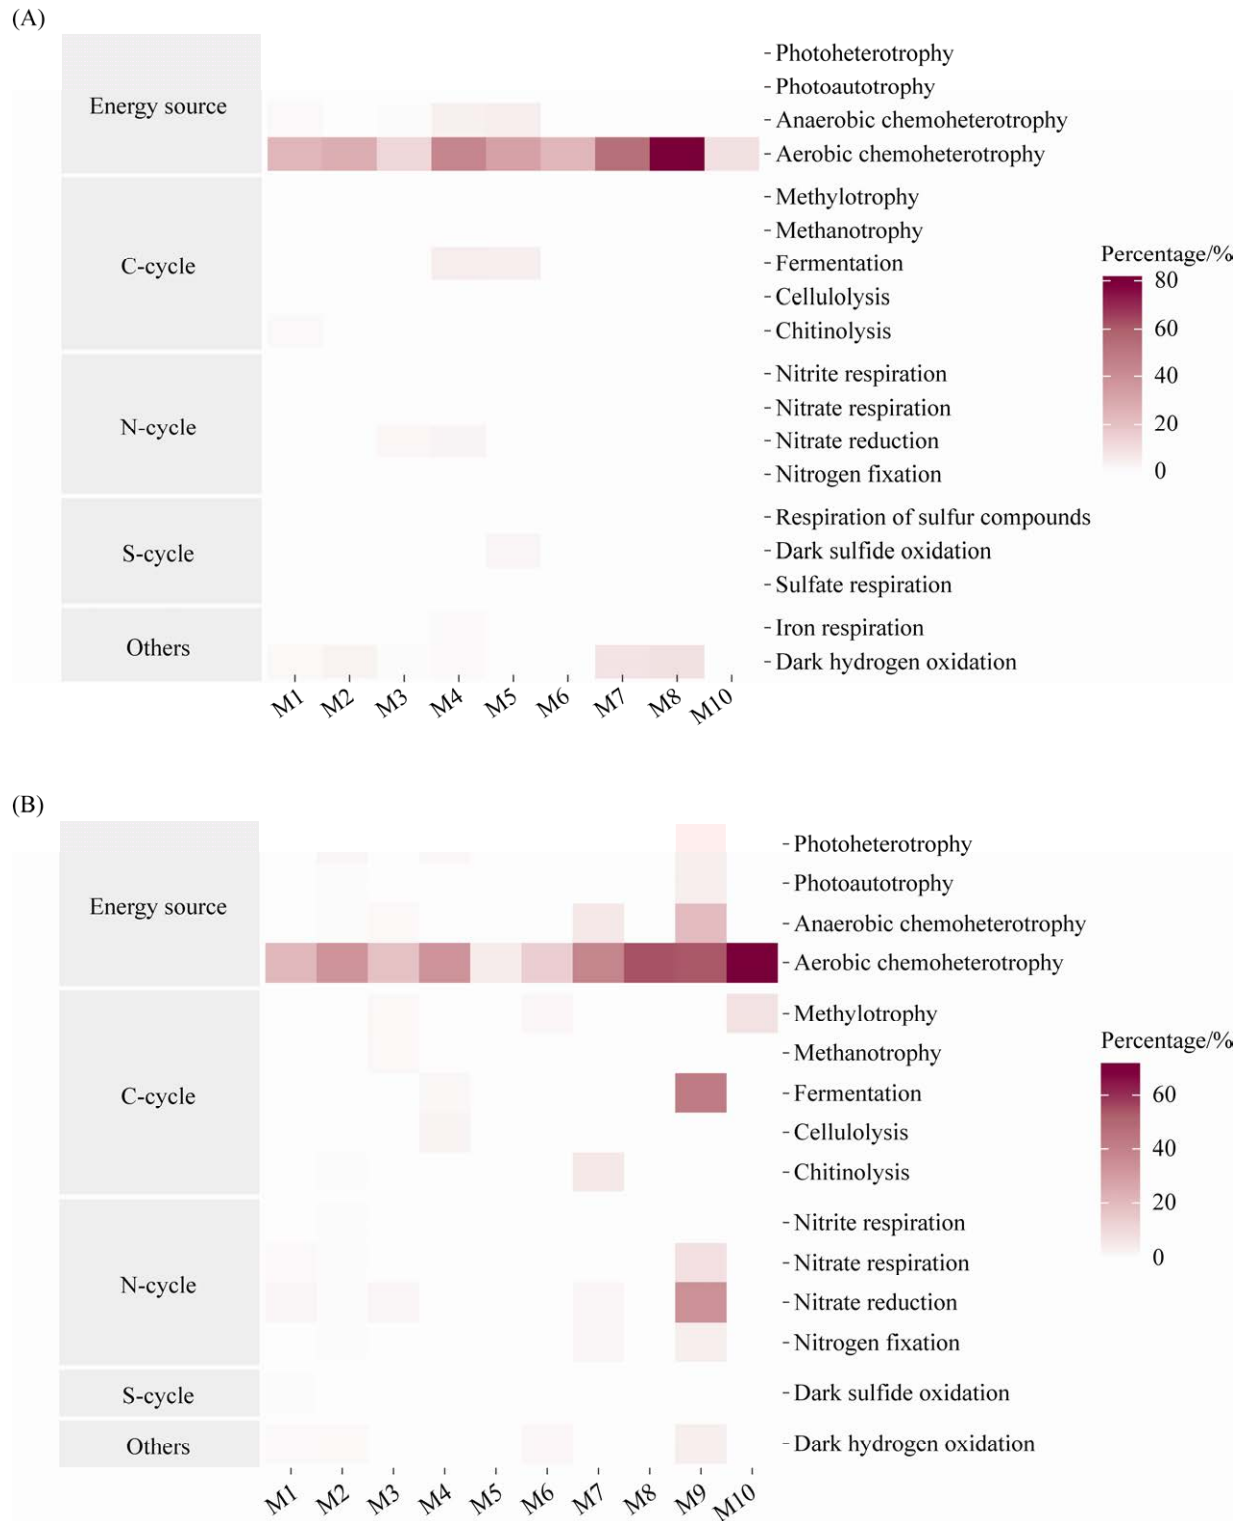 (A)
Energy source
C-cycle
N-cycle
S-cycle
Others
Photoheterotrophy
Photoautotrophy
Anaerobic chemoheterotrophy
Aerobic chemoheterotrophy
Methylotrophy
Methanotrophy
Fermentation
Cellulolysis
Chitinolysis
Nitrite respiration
Nitrate respiration
Nitrate reduction
Nitrogen fixation
Respiration of sulfur compounds
Dark sulfide oxidation
Sulfate respiration
Iron respiration
Dark hydrogen oxidation
Percentage/%
80
60
40
20
0
M1 M2 M3 M4 M5 M6 M7 M8 M10
(B)
Energy source
C-cycle
N-cycle
S-cycle
Others
Photoheterotrophy
Photoautotrophy
Anaerobic chemoheterotrophy
Aerobic chemoheterotrophy
Methylotrophy
Methanotrophy
Fermentation
Cellulolysis
Chitinolysis
Nitrite respiration
Nitrate respiration
Nitrate reduction
Nitrogen fixation
Dark sulfide oxidation
Dark hydrogen oxidation
Percentage/%
60
40
20
0
M1 M2 M3 M4 M5 M6 M7 M8 M9 M10